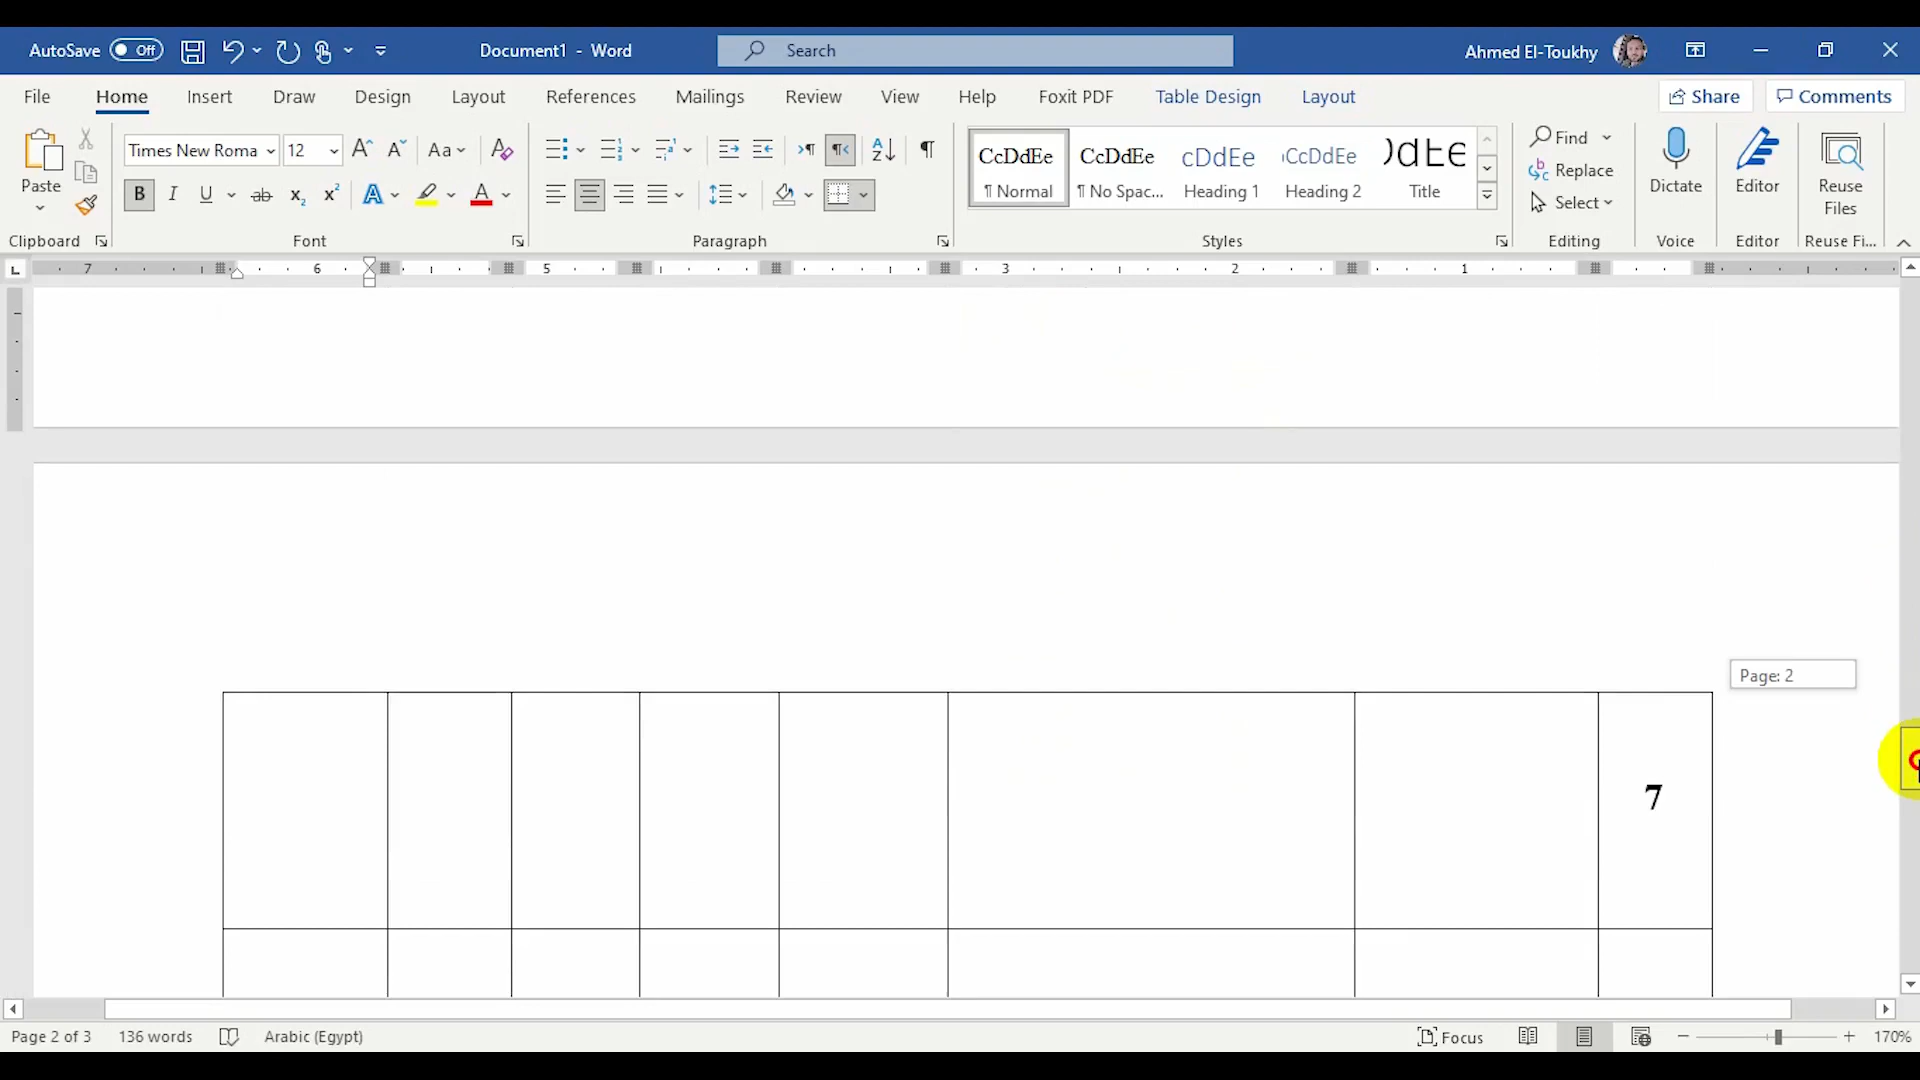 AutoSave Off Document1 - Word Search Ahmed El-Toukhy
File Home Insert Draw Design Layout References Mailings Review View Help Foxit PDF Table Design Layout Share Comments
Paste Times New Roma 12 Aa
B I U ab x₂ x² A A
¶ Normal ¶ No Spac... Heading 1 Heading 2 Title
CcDdEe CcDdEe cDdEe CcDdEe
Find
Replace
Select
Dictate Editor Reuse Files
Clipboard Font Paragraph Styles Editing Voice Editor Reuse Fi...
7 6 5 3 2 1
Page: 2
7
Page 2 of 3 136 words Arabic (Egypt) Focus 170%